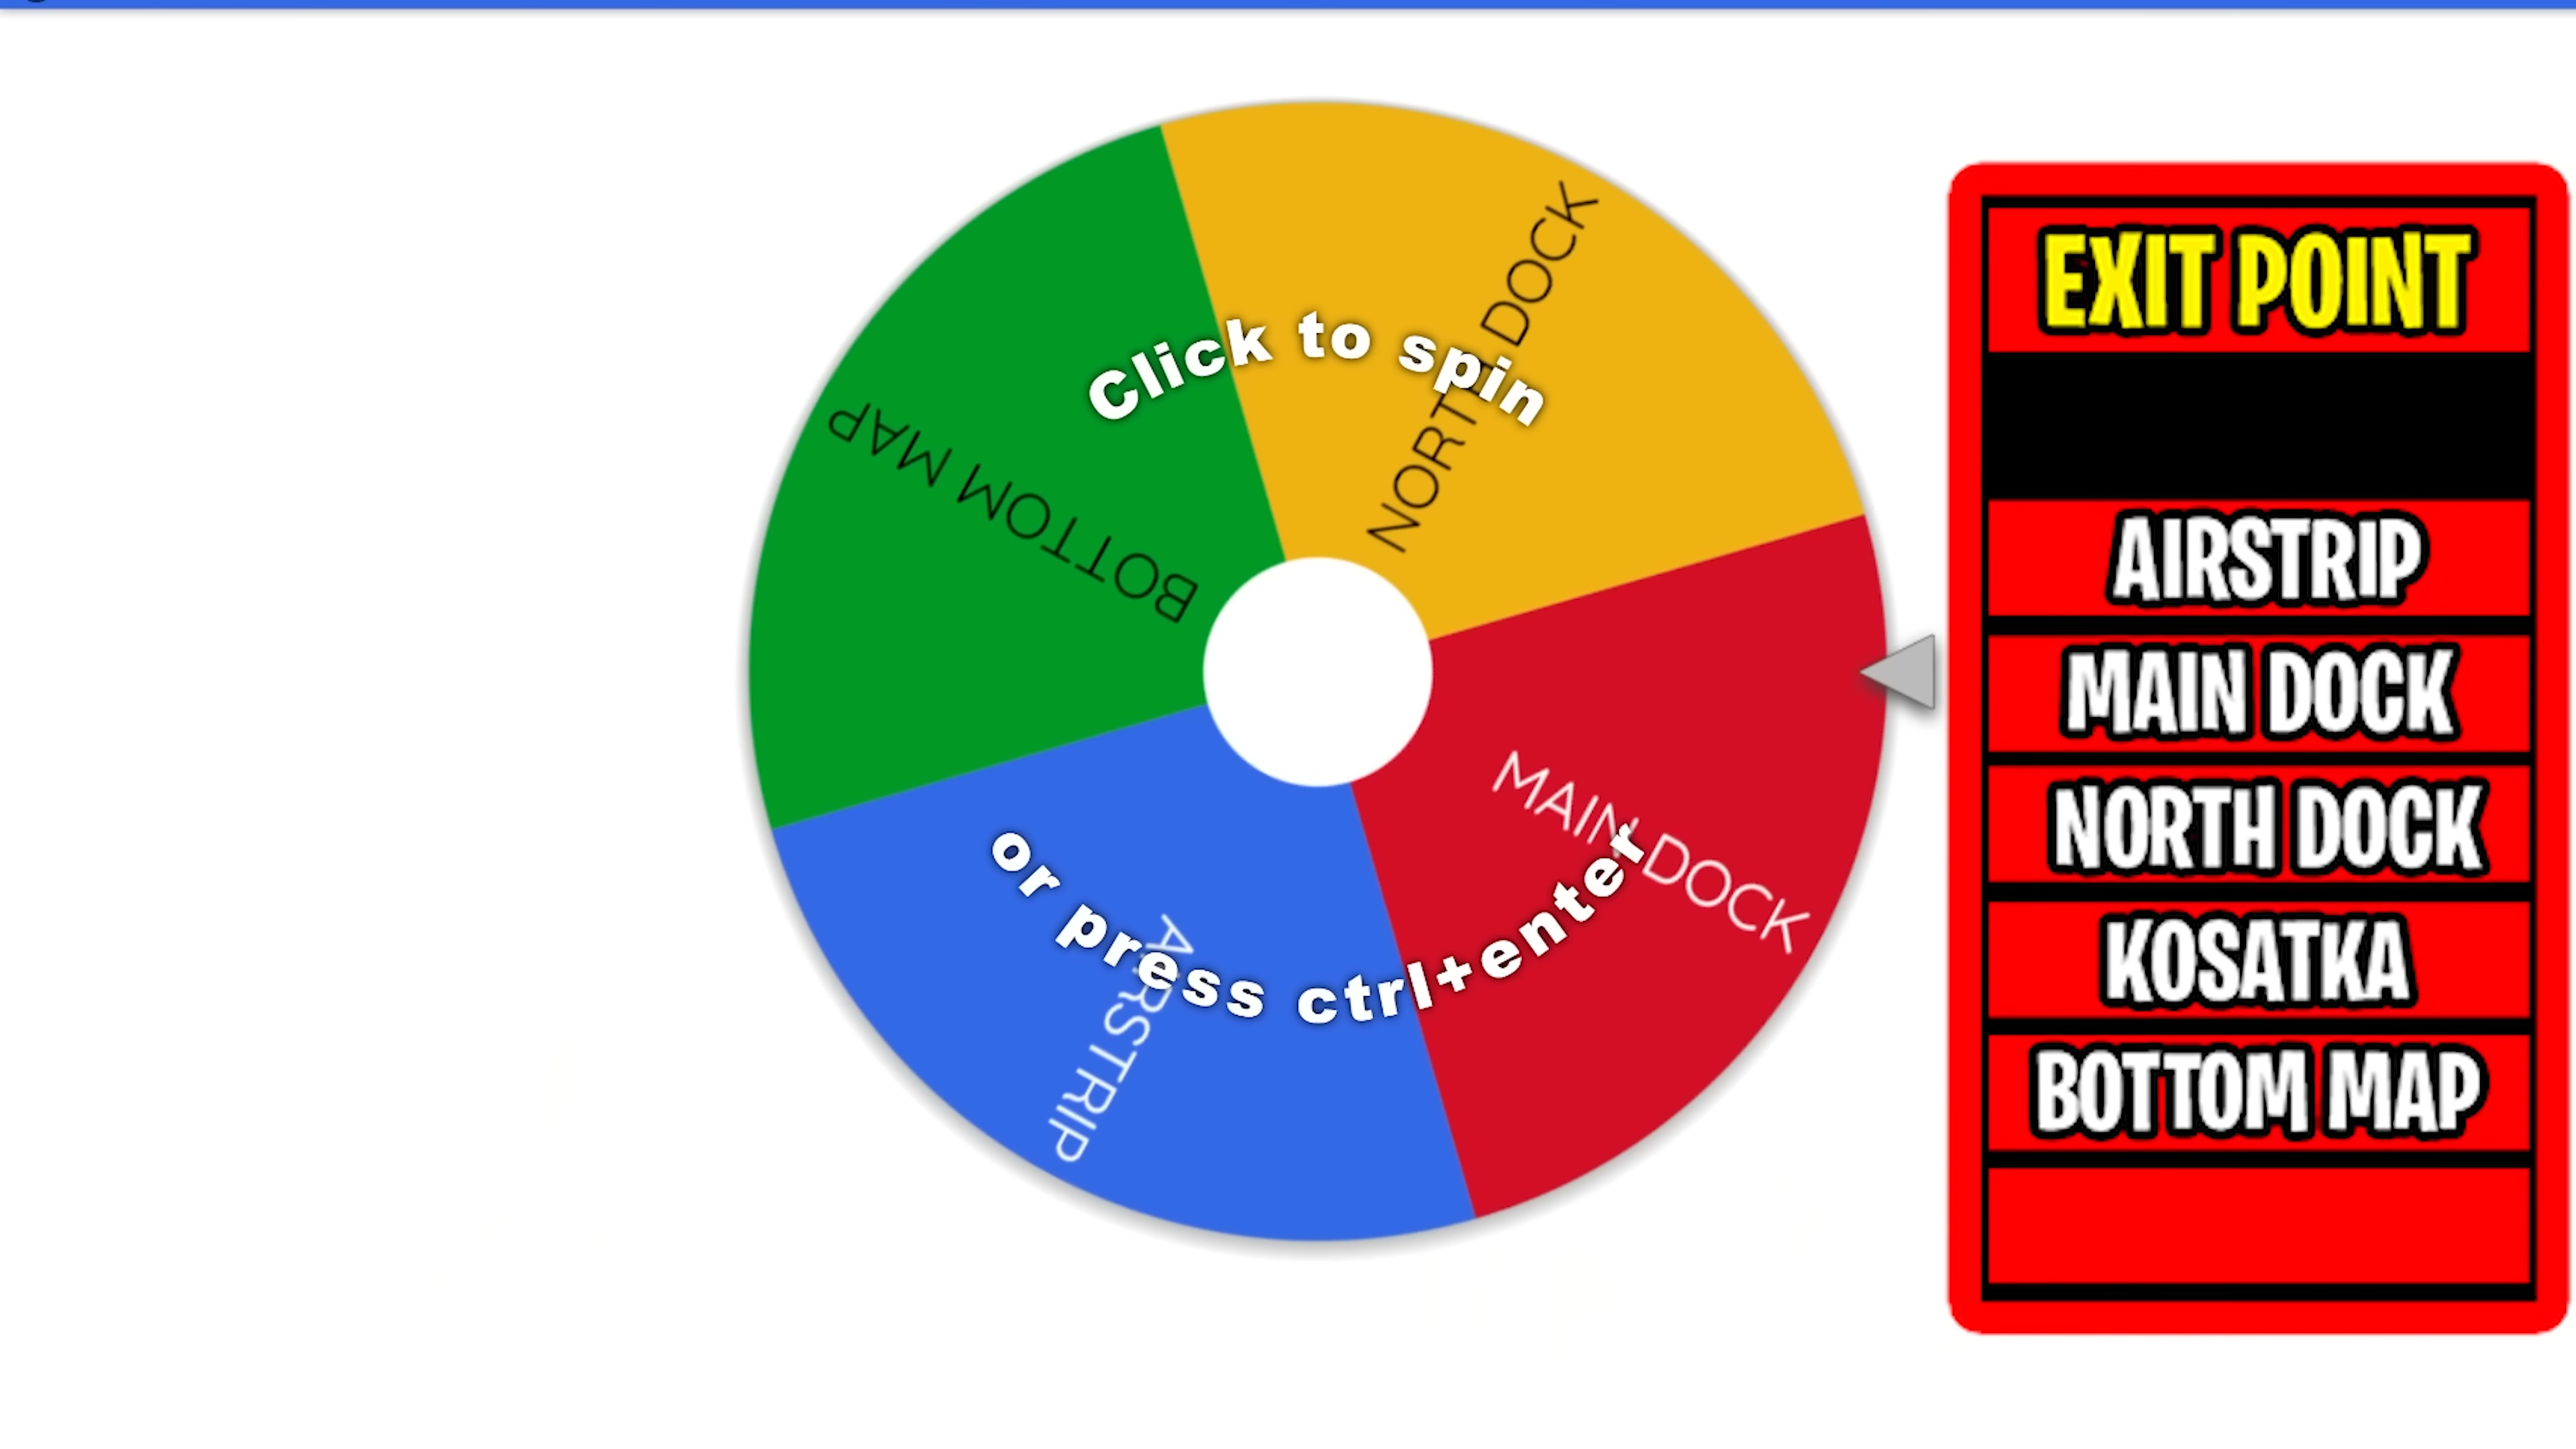 Click to spin
NORTH DOCK
BOTTOM MAP
MAIN DOCK
AIRSTRIP
or press ctrl+enter
EXIT POINT
AIRSTRIP
MAIN DOCK
NORTH DOCK
KOSATKA
BOTTOM MAP